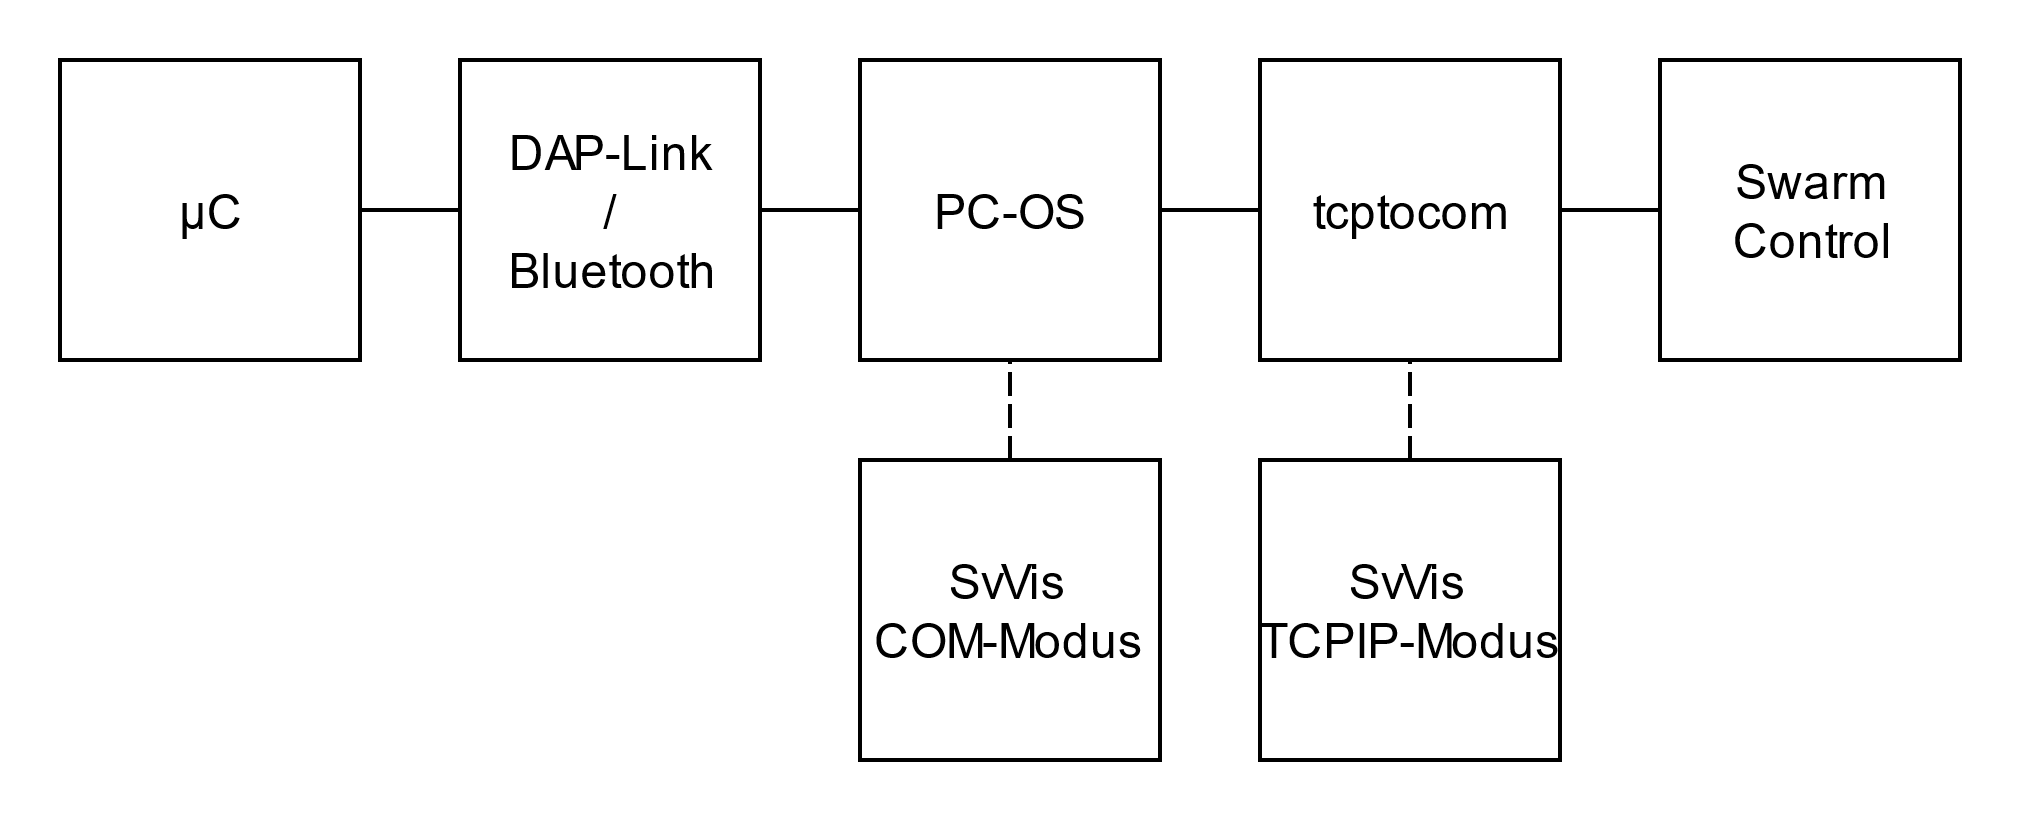 µC
DAP-Link
/
Bluetooth
PC-OS
tcptocom
Swarm
Control
SvVis
COM-Modus
SvVis
TCPIP-Modus